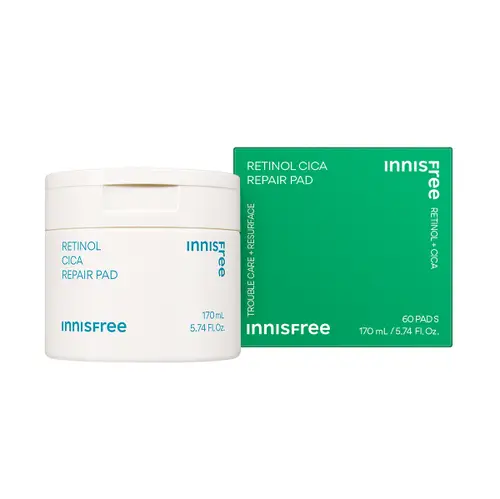 RETINOL
CICA
REPAIR PAD
INNISFree
170 mL
5.74 Fl. Oz.
INNISFree
RETINOL CICA
REPAIR PAD
INNISFree
RETINOL + CICA
TROUBLE CARE + RESURFACE
INNISFree
60 PADS
170 mL / 5.74 Fl. Oz.